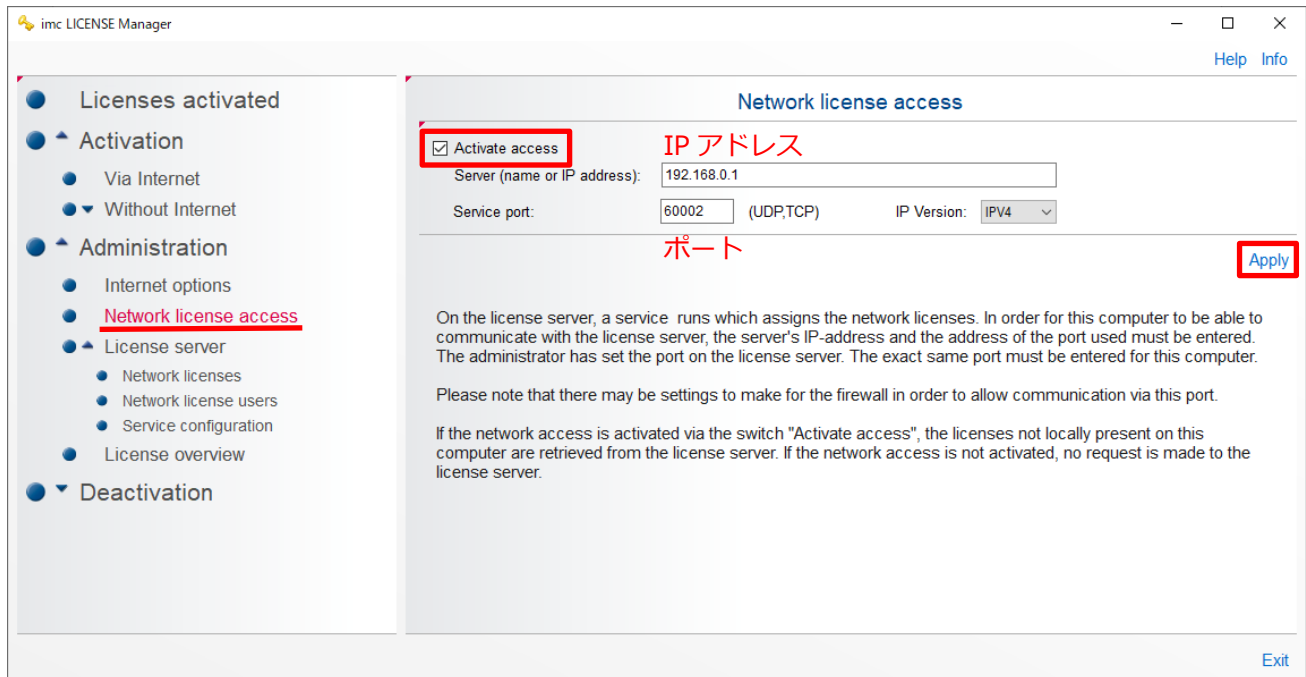 imc LICENSE Manager
Help Info
Licenses activated
Activation
Via Internet
Without Internet
Administration
Internet options
Network license access
License server
Network licenses
Network license users
Service configuration
License overview
Deactivation
Network license access
Activate access
IP アドレス
Server (name or IP address): 192.168.0.1
Service port: 60002 (UDP,TCP) IP Version: IPV4
ポート
Apply
On the license server, a service runs which assigns the network licenses. In order for this computer to be able to
communicate with the license server, the server's IP-address and the address of the port used must be entered.
The administrator has set the port on the license server. The exact same port must be entered for this computer.
Please note that there may be settings to make for the firewall in order to allow communication via this port.
If the network access is activated via the switch "Activate access", the licenses not locally present on this
computer are retrieved from the license server. If the network access is not activated, no request is made to the
license server.
Exit